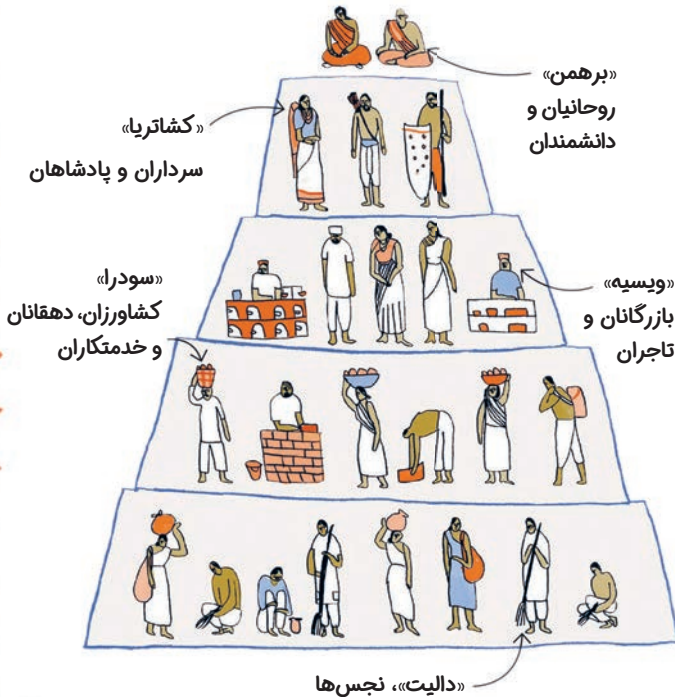 «برهمن»
روحانیان و
دانشمندان
«کشاتریا»
سرداران و پادشاهان
«ویسیه»
بازرگانان و
تاجران
«سودرا»
کشاورزان، دهقانان
و خدمتکاران
«دالیت»، نجس‌ها